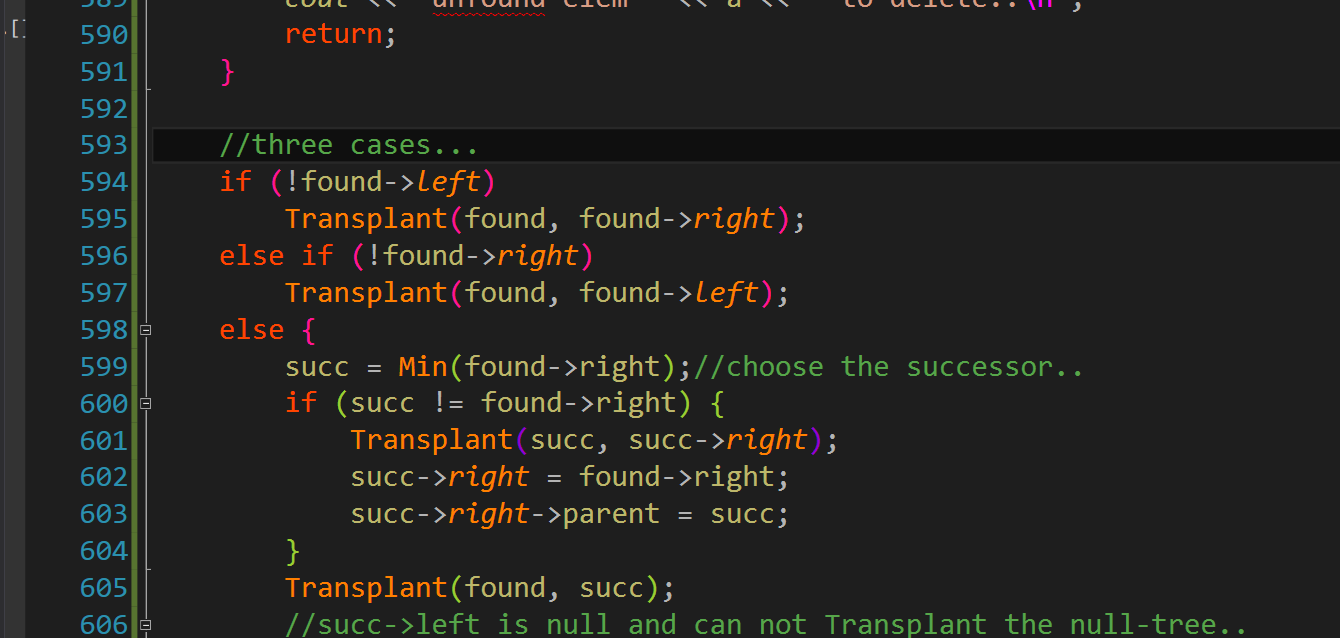 589 cout << "unfound elem " << a << " to delete..\n";
590 return;
591 }
592
593 //three cases...
594 if (!found->left)
595 Transplant(found, found->right);
596 else if (!found->right)
597 Transplant(found, found->left);
598 else {
599 succ = Min(found->right);//choose the successor..
600 if (succ != found->right) {
601 Transplant(succ, succ->right);
602 succ->right = found->right;
603 succ->right->parent = succ;
604 }
605 Transplant(found, succ);
606 //succ->left is null and can not Transplant the null-tree..